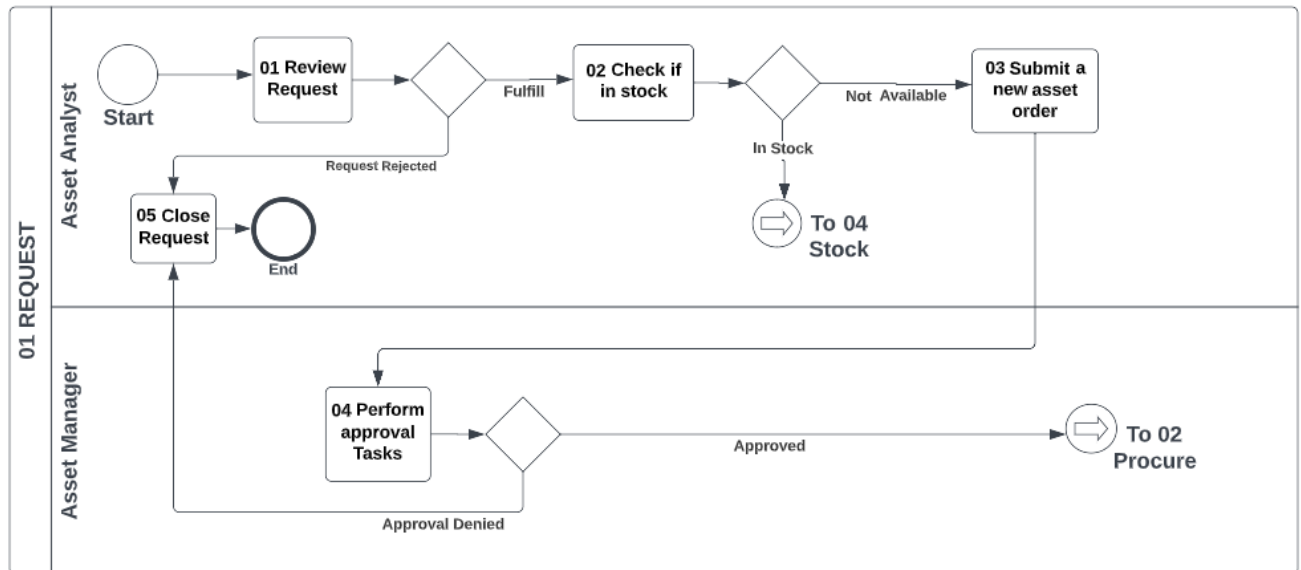 01 REQUEST
Asset Analyst
Start
01 Review
Request
Fulfill
02 Check if
in stock
Not Available
03 Submit a
new asset
order
Request Rejected
In Stock
05 Close
Request
End
To 04
Stock
Asset Manager
04 Perform
approval
Tasks
Approved
To 02
Procure
Approval Denied